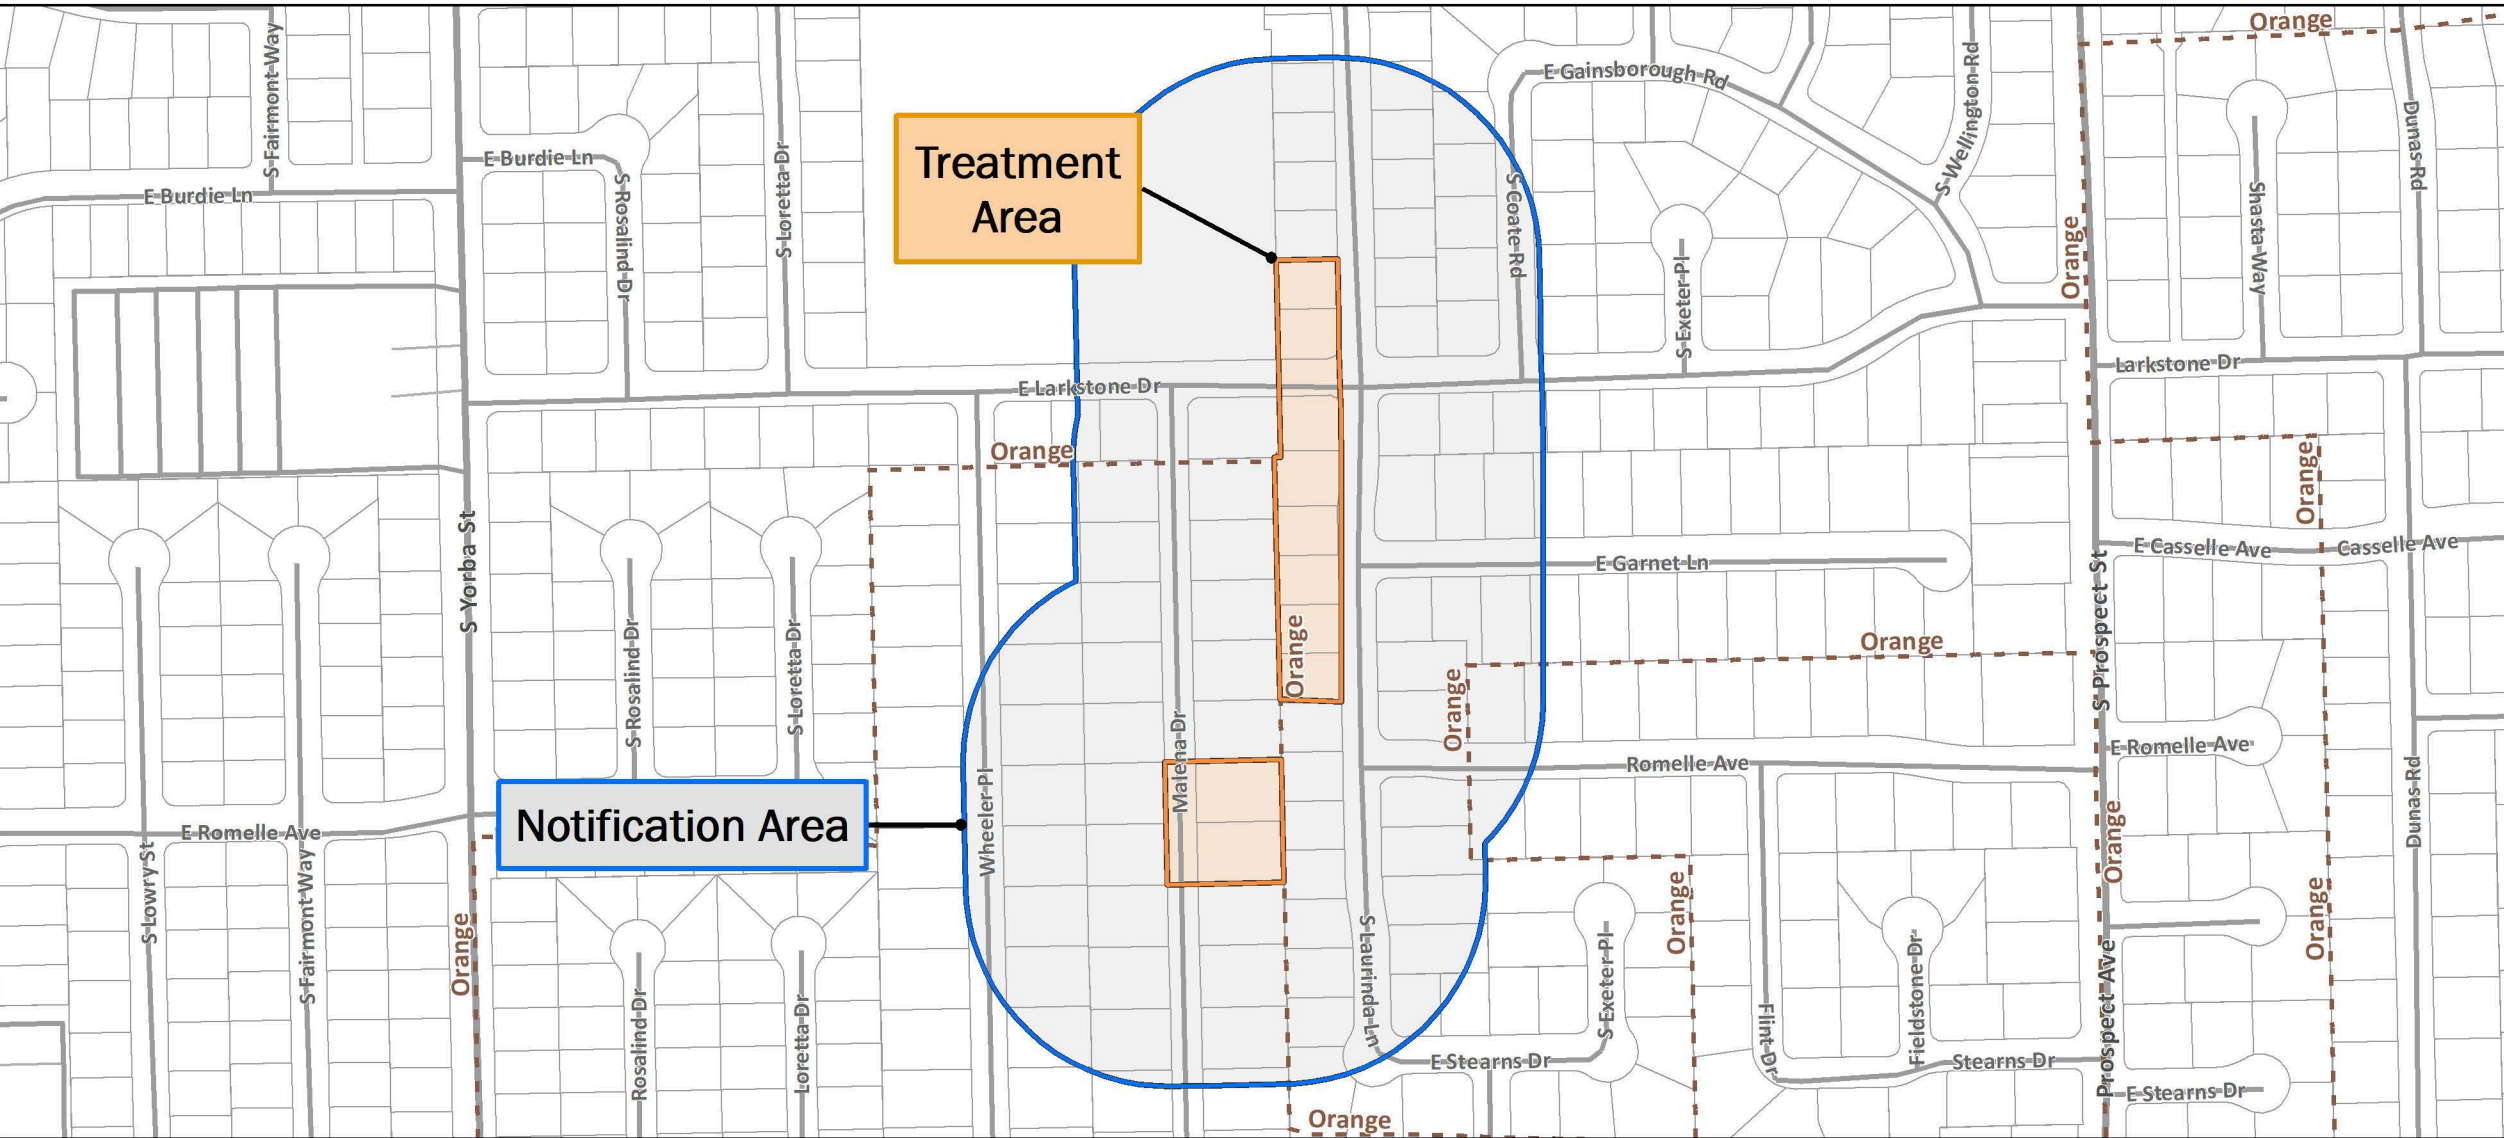 Orange
S Fairmont Way
E Gainsborough Rd
S Wellington Rd
Dunas Rd
E Burdie Ln
S Loretta Dr
Treatment
Area
E Burdie Ln
S Rosalind Dr
S Coate Rd
Shasta Way
Orange
S Exeter Pl
E Larkstone Dr
Larkstone Dr
Orange
Orange
S Yorba St
E Garnet Ln
E Casselle Ave
Casselle Ave
S Prospect St
Orange
S Rosalind Dr
S Loretta Dr
Orange
Orange
Malena Dr
E Romelle Ave
Romelle Ave
Notification Area
Wheeler Pl
E Romelle Ave
Orange
Dunas Rd
S Lowry St
S Fairmont Way
Orange
Orange
Orange
S Laurinda Ln
S Exeter Pl
Fieldstone Dr
Prospect Ave
Rosalind Dr
Loretta Dr
Flint Dr
E Stearns Dr
Stearns Dr
E Stearns Dr
Orange